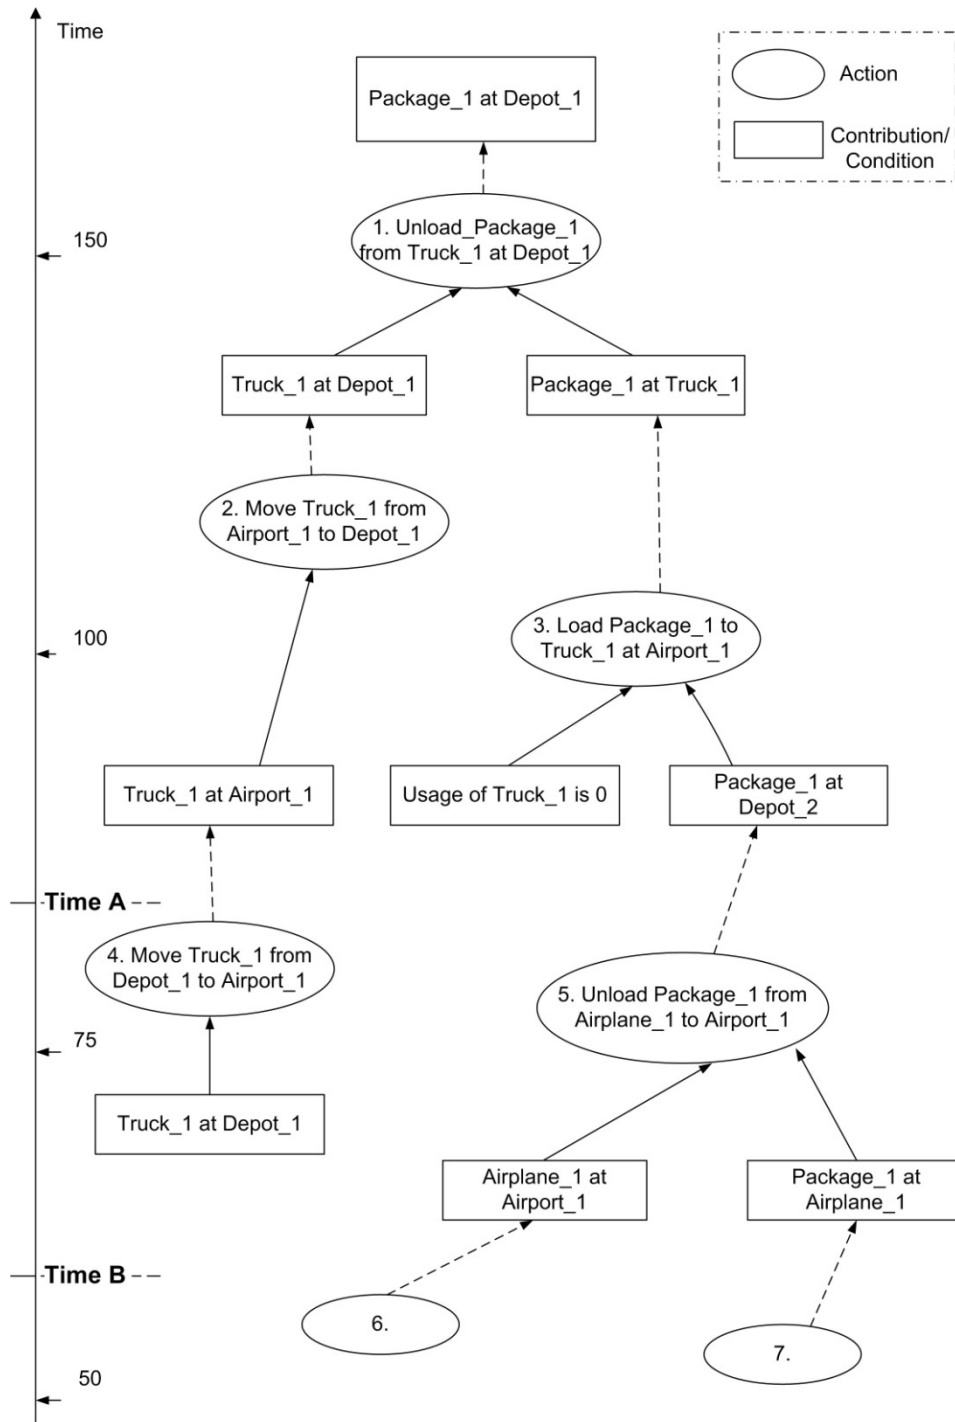 Time
Package_1 at Depot_1
Action
Contribution/
Condition
1. Unload_Package_1
from Truck_1 at Depot_1
150
Truck_1 at Depot_1
Package_1 at Truck_1
2. Move Truck_1 from
Airport_1 to Depot_1
3. Load Package_1 to
Truck_1 at Airport_1
100
Truck_1 at Airport_1
Usage of Truck_1 is 0
Package_1 at
Depot_2
Time A
4. Move Truck_1 from
Depot_1 to Airport_1
5. Unload Package_1 from
Airplane_1 to Airport_1
75
Truck_1 at Depot_1
Airplane_1 at
Airport_1
Package_1 at
Airplane_1
Time B
6.
7.
50